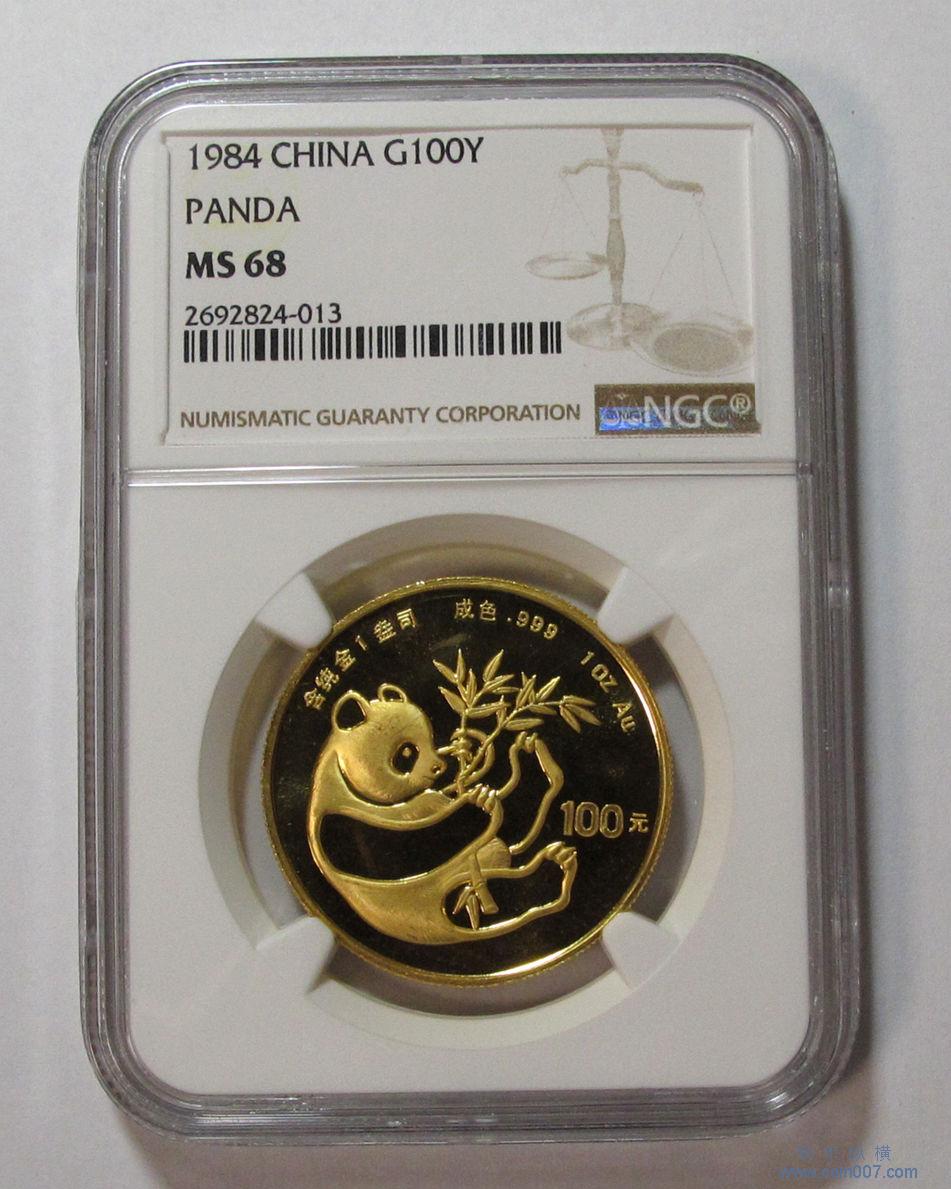 1984 CHINA G100Y
PANDA
MS 68
2692824-013
NUMISMATIC GUARANTY CORPORATION
NGC®
含纯金1盎司 成色.999 1 OZ. Au
100元
www.com007.com